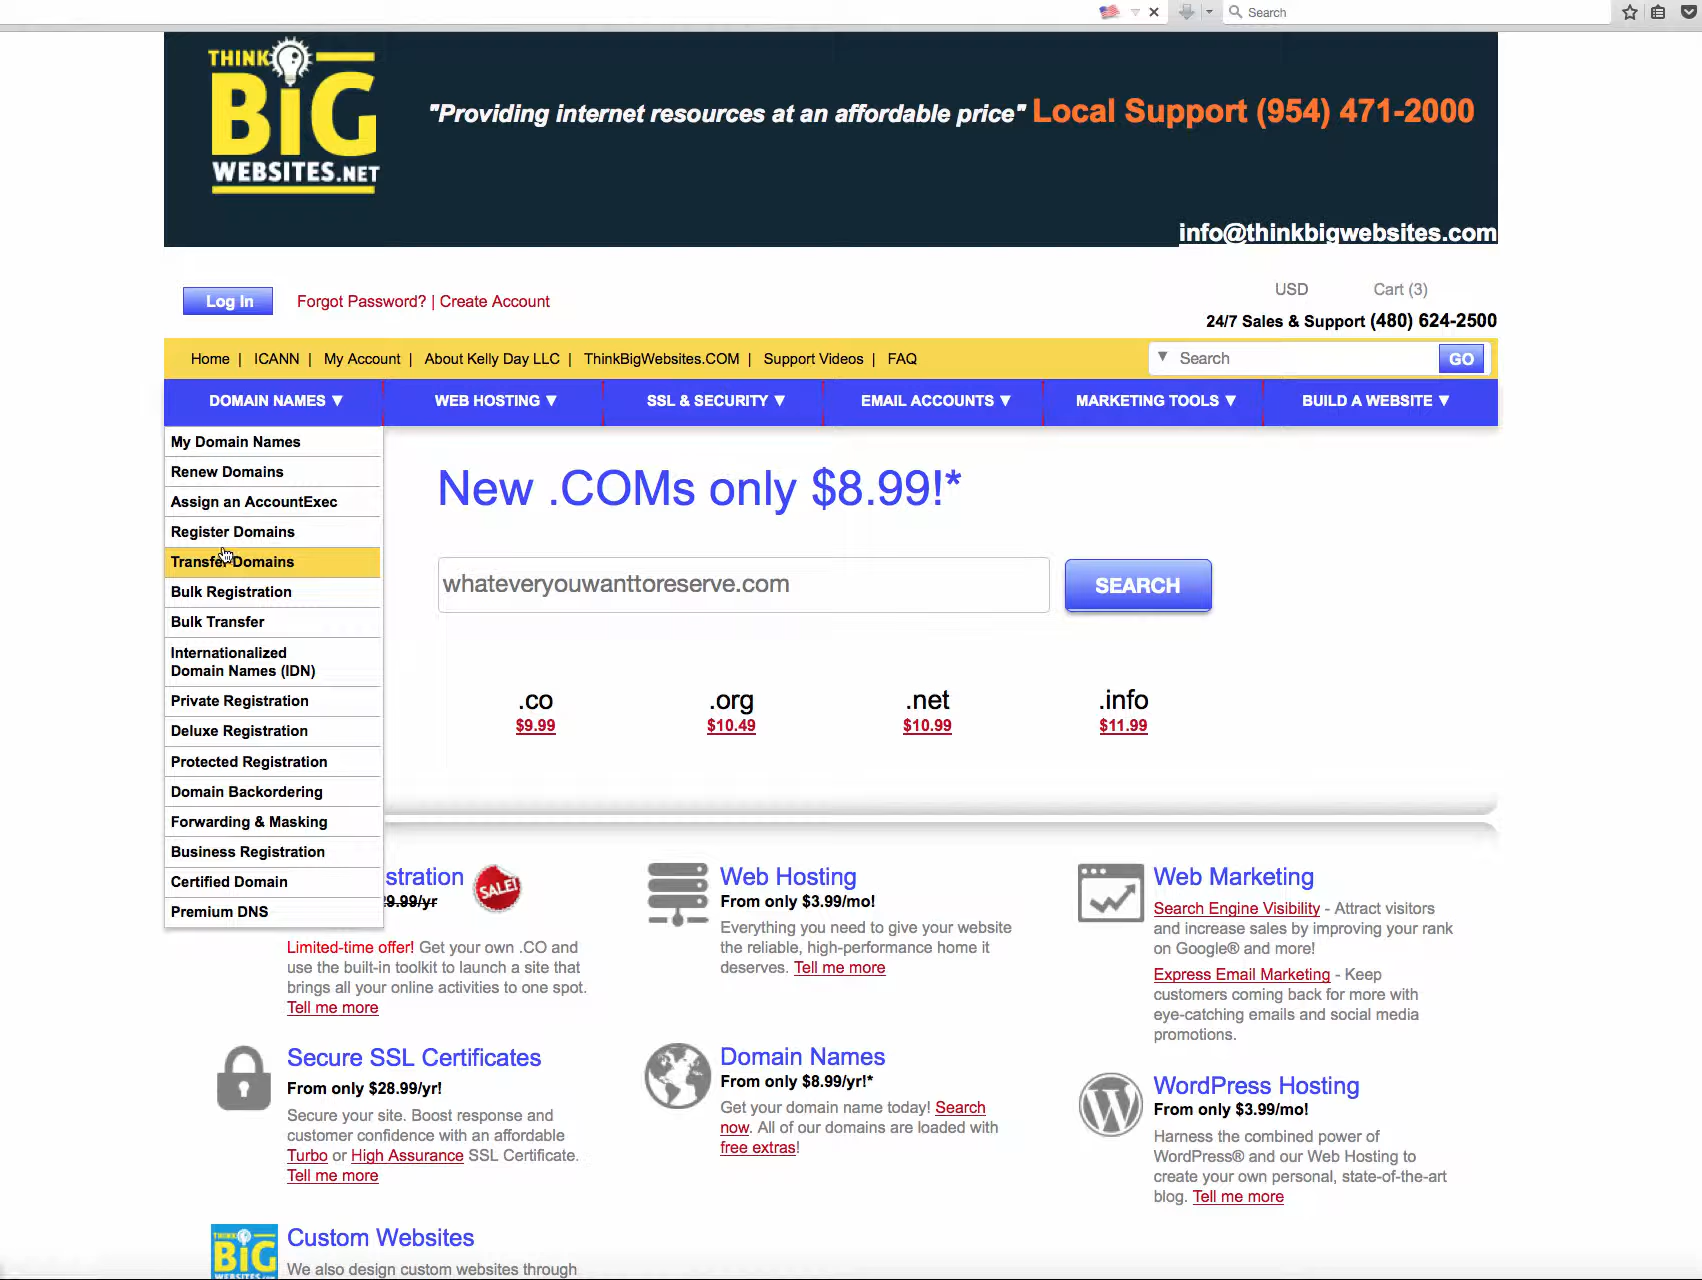 Search
THINK
BiG
WEBSITES.NET
"Providing internet resources at an affordable price" Local Support (954) 471-2000
info@thinkbigwebsites.com
Log In
Forgot Password? | Create Account
USD
Cart (3)
24/7 Sales & Support (480) 624-2500
Home | ICANN | My Account | About Kelly Day LLC | ThinkBigWebsites.COM | Support Videos | FAQ
Search
GO
DOMAIN NAMES ▼
WEB HOSTING ▼
SSL & SECURITY ▼
EMAIL ACCOUNTS ▼
MARKETING TOOLS ▼
BUILD A WEBSITE ▼
My Domain Names
Renew Domains
Assign an AccountExec
Register Domains
Transfer Domains
Bulk Registration
Bulk Transfer
Internationalized
Domain Names (IDN)
Private Registration
Deluxe Registration
Protected Registration
Domain Backordering
Forwarding & Masking
Business Registration
Certified Domain
Premium DNS
New .COMs only $8.99!*
whateveryouwanttoreserve.com
SEARCH
.co
$9.99
.org
$10.49
.net
$10.99
.info
$11.99
stration
SALE!
9.99/yr
Limited-time offer! Get your own .CO and
use the built-in toolkit to launch a site that
brings all your online activities to one spot.
Tell me more
Web Hosting
From only $3.99/mo!
Everything you need to give your website
the reliable, high-performance home it
deserves. Tell me more
Web Marketing
Search Engine Visibility - Attract visitors
and increase sales by improving your rank
on Google® and more!
Express Email Marketing - Keep
customers coming back for more with
eye-catching emails and social media
promotions.
Secure SSL Certificates
From only $28.99/yr!
Secure your site. Boost response and
customer confidence with an affordable
Turbo or High Assurance SSL Certificate.
Tell me more
Domain Names
From only $8.99/yr!*
Get your domain name today! Search
now. All of our domains are loaded with
free extras!
WordPress Hosting
From only $3.99/mo!
Harness the combined power of
WordPress® and our Web Hosting to
create your own personal, state-of-the-art
blog. Tell me more
THINK
BiG
WEBSITES
Custom Websites
We also design custom websites through